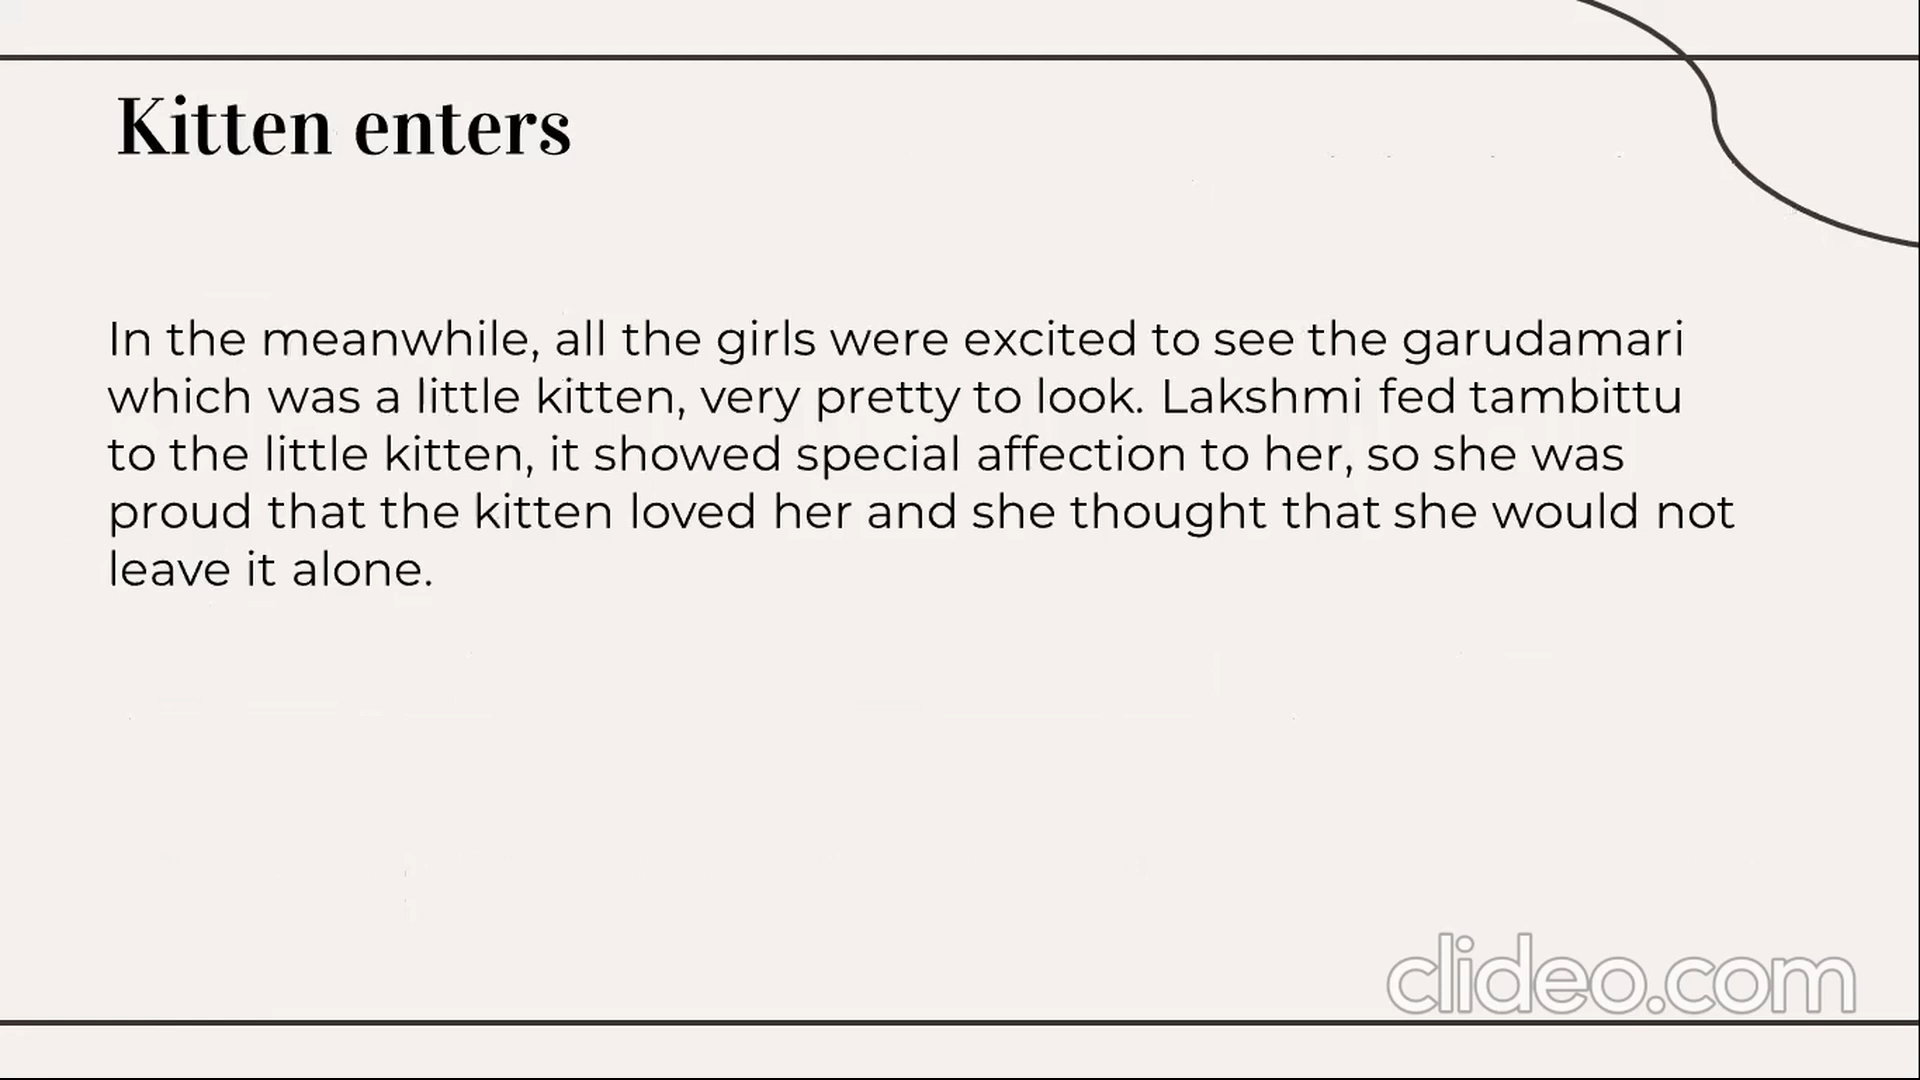 Kitten enters
In the meanwhile, all the girls were excited to see the garudamari
which was a little kitten, very pretty to look. Lakshmi fed tambittu
to the little kitten, it showed special affection to her, so she was
proud that the kitten loved her and she thought that she would not
leave it alone.
clideo.com